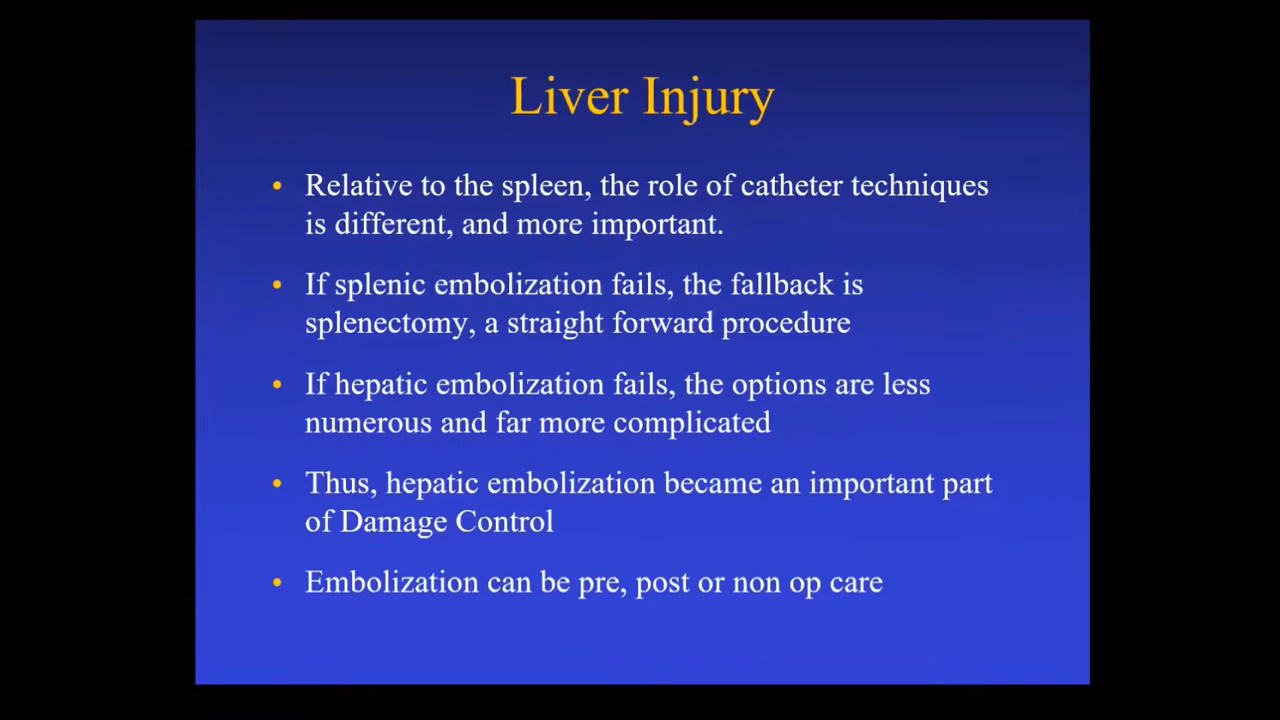 Liver Injury
• Relative to the spleen, the role of catheter techniques
is different, and more important.
• If splenic embolization fails, the fallback is
splenectomy, a straight forward procedure
• If hepatic embolization fails, the options are less
numerous and far more complicated
• Thus, hepatic embolization became an important part
of Damage Control
• Embolization can be pre, post or non op care